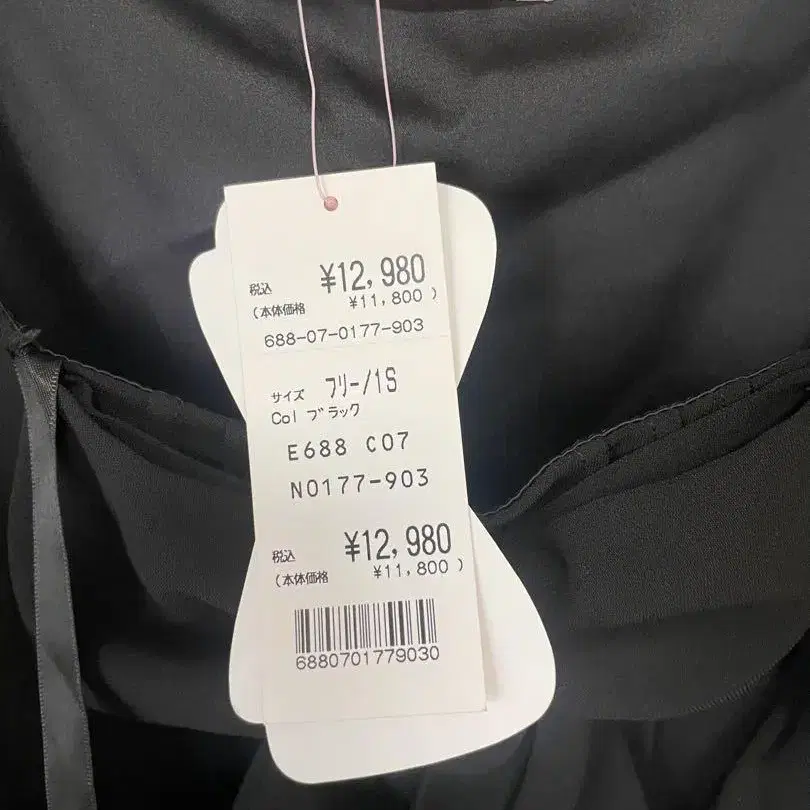 税込 ¥12,980
(本体価格 ¥11,800)
688-07-0177-903
サイズ フリー/1S
Col ブラック
E688 C07
N0177-903
税込 ¥12,980
(本体価格 ¥11,800)
6880701779030